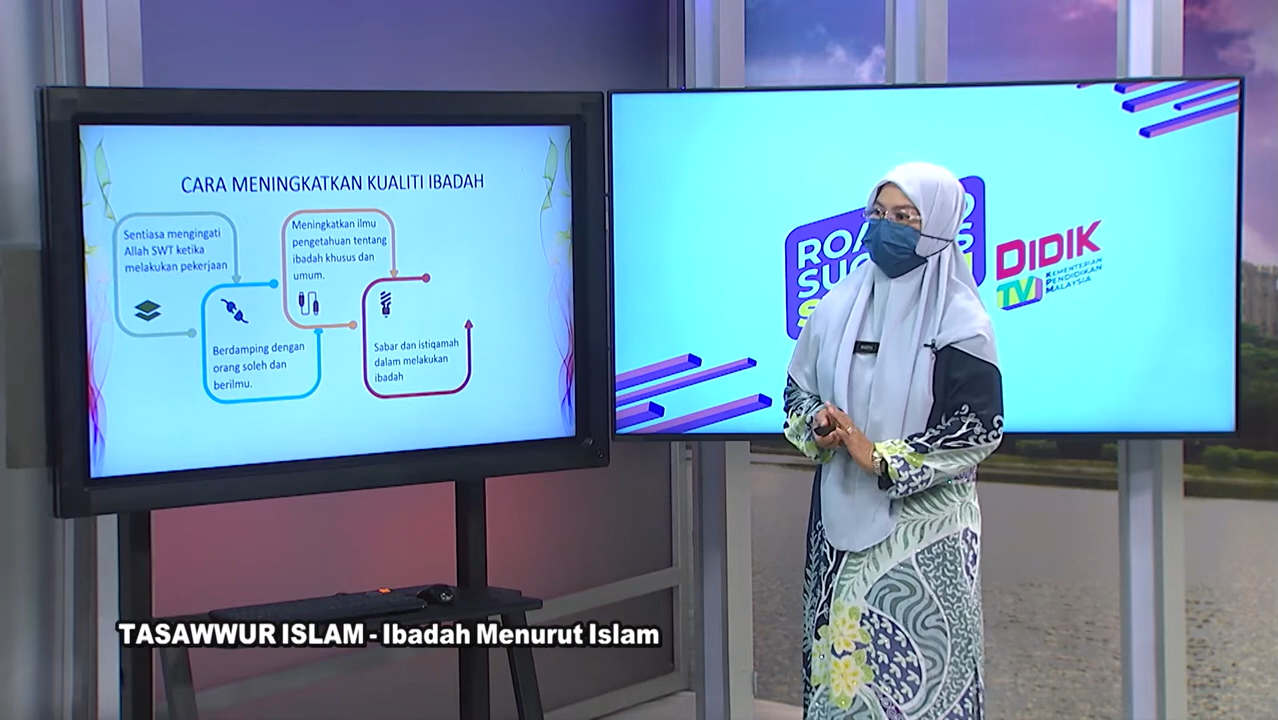 CARA MENINGKATKAN KUALITI IBADAH
Sentiasa mengingati
Allah SWT ketika
melakukan pekerjaan
Berdamping dengan
orang soleh dan
berilmu.
Meningkatkan ilmu
pengetahuan tentang
ibadah khusus dan
umum.
Sabar dan istiqamah
dalam melakukan
ibadah
DIDIK
TV
KEMENTERIAN
PENDIDIKAN
MALAYSIA
TASAWWUR ISLAM - Ibadah Menurut Islam